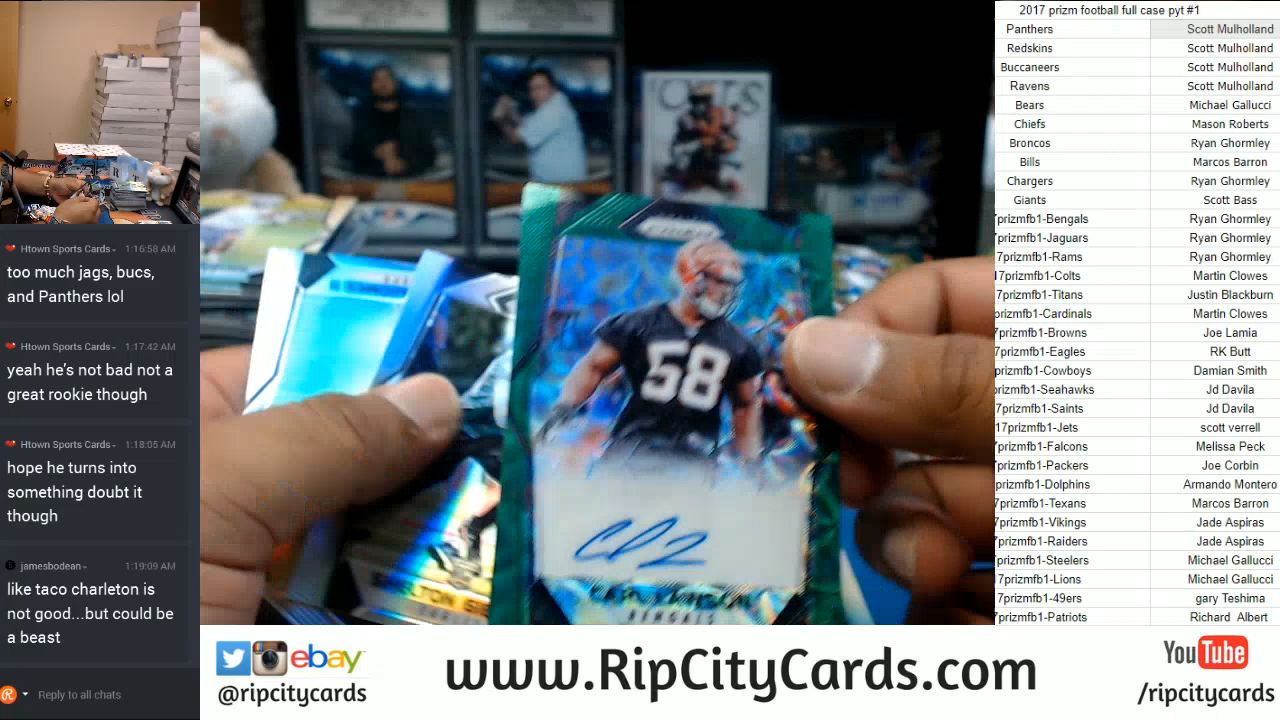 Htown Sports Cards 1:16:58 AM
too much jags, bucs,
and Panthers lol
Htown Sports Cards 1:17:42 AM
yeah he's not bad not a
great rookie though
Htown Sports Cards 1:18:05 AM
hope he turns into
something doubt it
though
jamesbodean 1:19:09 AM
like taco charleton is
not good...but could be
a beast
Reply to all chats
58
BENGALS
2017 prizm football full case pyt #1
Panthers Scott Mulholland
Redskins Scott Mulholland
Buccaneers Scott Mulholland
Ravens Scott Mulholland
Bears Michael Gallucci
Chiefs Mason Roberts
Broncos Ryan Ghormley
Bills Marcos Barron
Chargers Ryan Ghormley
Giants Scott Bass
7prizmfb1-Bengals Ryan Ghormley
7prizmfb1-Jaguars Ryan Ghormley
7prizmfb1-Rams Ryan Ghormley
17prizmfb1-Colts Martin Clowes
7prizmfb1-Titans Justin Blackburn
prizmfb1-Cardinals Martin Clowes
7prizmfb1-Browns Joe Lamia
7prizmfb1-Eagles RK Butt
prizmfb1-Cowboys Damian Smith
prizmfb1-Seahawks Jd Davila
7prizmfb1-Saints Jd Davila
17prizmfb1-Jets scott verrell
7prizmfb1-Falcons Melissa Peck
7prizmfb1-Packers Joe Corbin
prizmfb1-Dolphins Armando Montero
7prizmfb1-Texans Marcos Barron
7prizmfb1-Vikings Jade Aspiras
7prizmfb1-Raiders Jade Aspiras
prizmfb1-Steelers Michael Gallucci
17prizmfb1-Lions Michael Gallucci
7prizmfb1-49ers gary Teshima
prizmfb1-Patriots Richard Albert
ebay
@ripcitycards
www.RipCityCards.com
YouTube
/ripcitycards